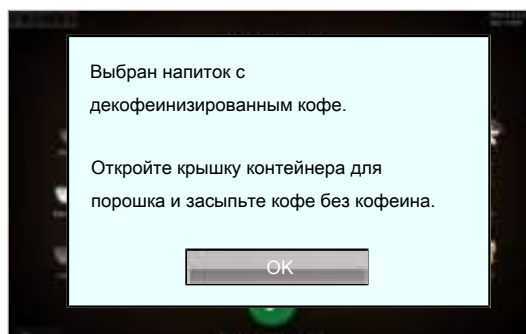 Выбран напиток с
декофеинизированным кофе.
Откройте крышку контейнера для
порошка и засыпьте кофе без кофеина.
OK